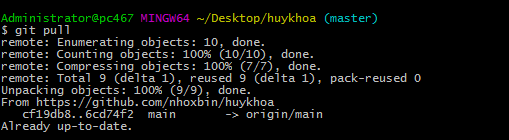 Administrator@pc467 MINGW64 ~/Desktop/huykhoa (master)
$ git pull
remote: Enumerating objects: 10, done.
remote: Counting objects: 100% (10/10), done.
remote: Compressing objects: 100% (7/7), done.
remote: Total 9 (delta 1), reused 9 (delta 1), pack-reused 0
Unpacking objects: 100% (9/9), done.
From https://github.com/nhoxbin/huykhoa
   cf19db8..6cd74f2  main       -> origin/main
Already up-to-date.